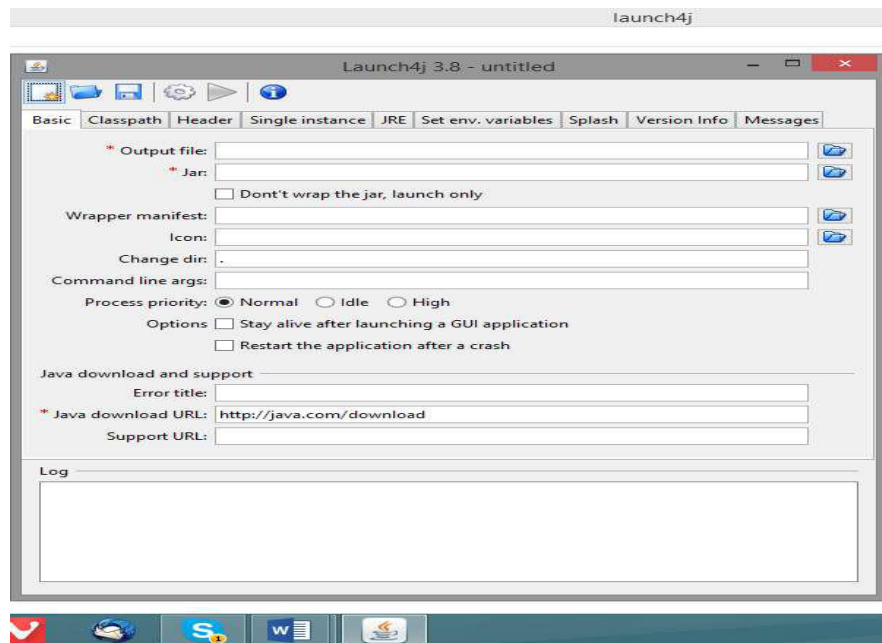 launch4j
Launch4j 3.8 - untitled
Basic Classpath Header Single instance JRE Set env. variables Splash Version Info Messages
* Output file:
* Jar:
Dont't wrap the jar, launch only
Wrapper manifest:
Icon:
Change dir: .
Command line args:
Process priority: Normal Idle High
Options Stay alive after launching a GUI application
Restart the application after a crash
Java download and support
Error title:
* Java download URL: http://java.com/download
Support URL:
Log
S 1 W